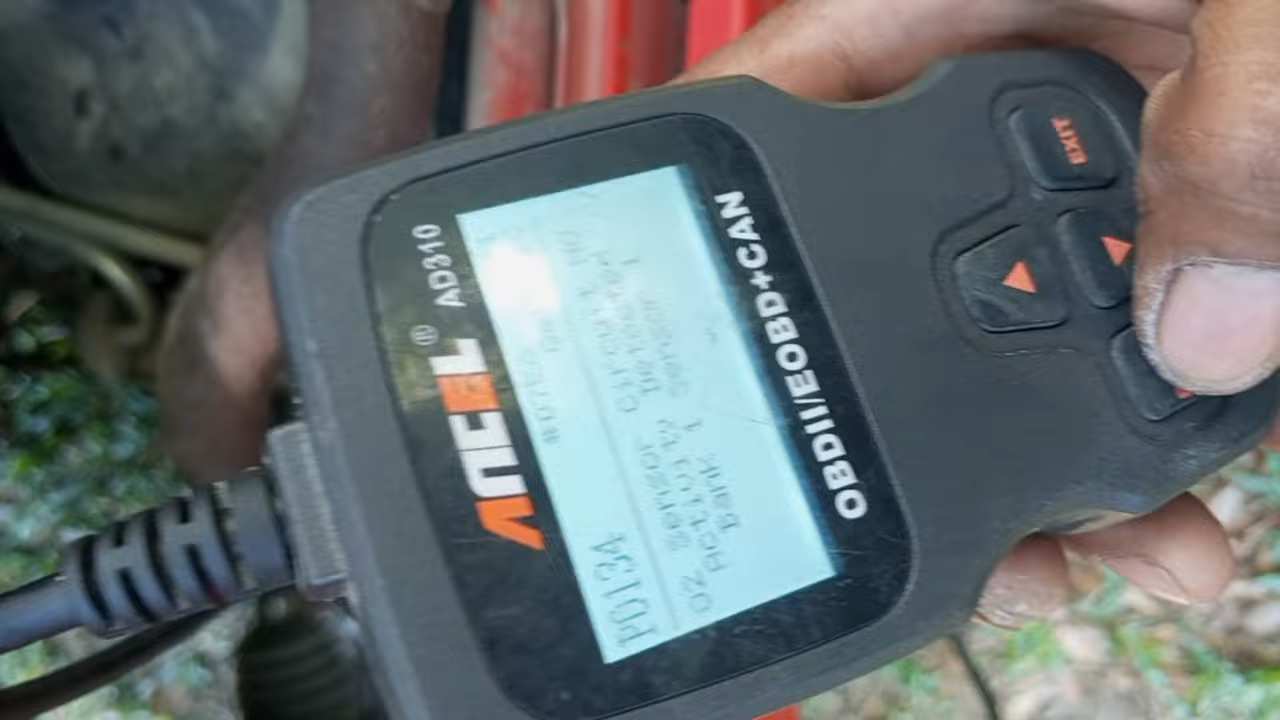 ANCEL® AD310
P0134
O2 Sensor Circuit No
Activity Detected
Bank 1 Sensor 1
OBDII/EOBD+CAN
EXIT